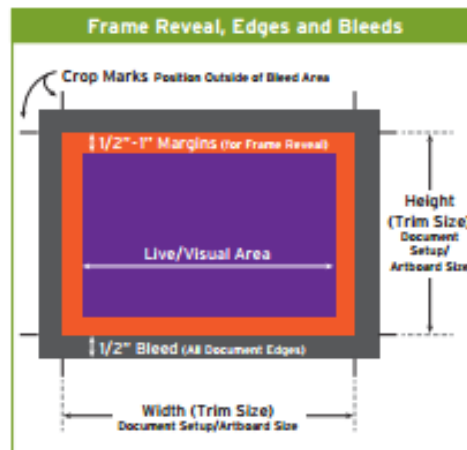 Frame Reveal, Edges and Bleeds
Crop Marks Position Outside of Bleed Area
1/2"-1" Margins (for Frame Reveal)
Live/Visual Area
Height
(Trim Size)
Document
Setup/
Artboard Size
1/2" Bleed (All Document Edges)
Width (Trim Size)
Document Setup/Artboard Size